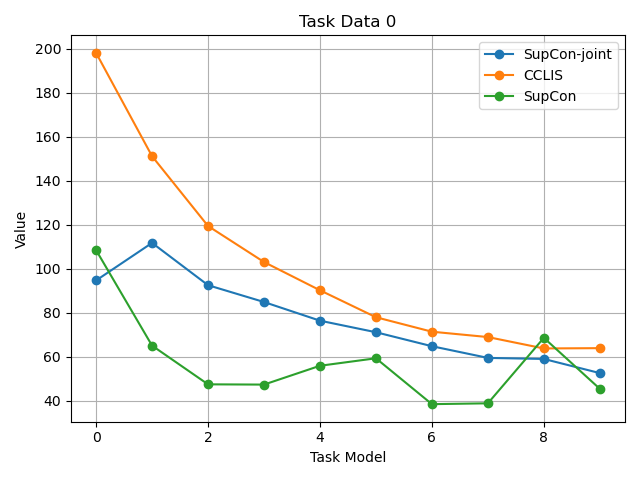 Task Data 0
200
180
160
140
120
100
80
60
40
Value
SupCon-joint
CCLIS
SupCon
0
2
4
6
8
Task Model